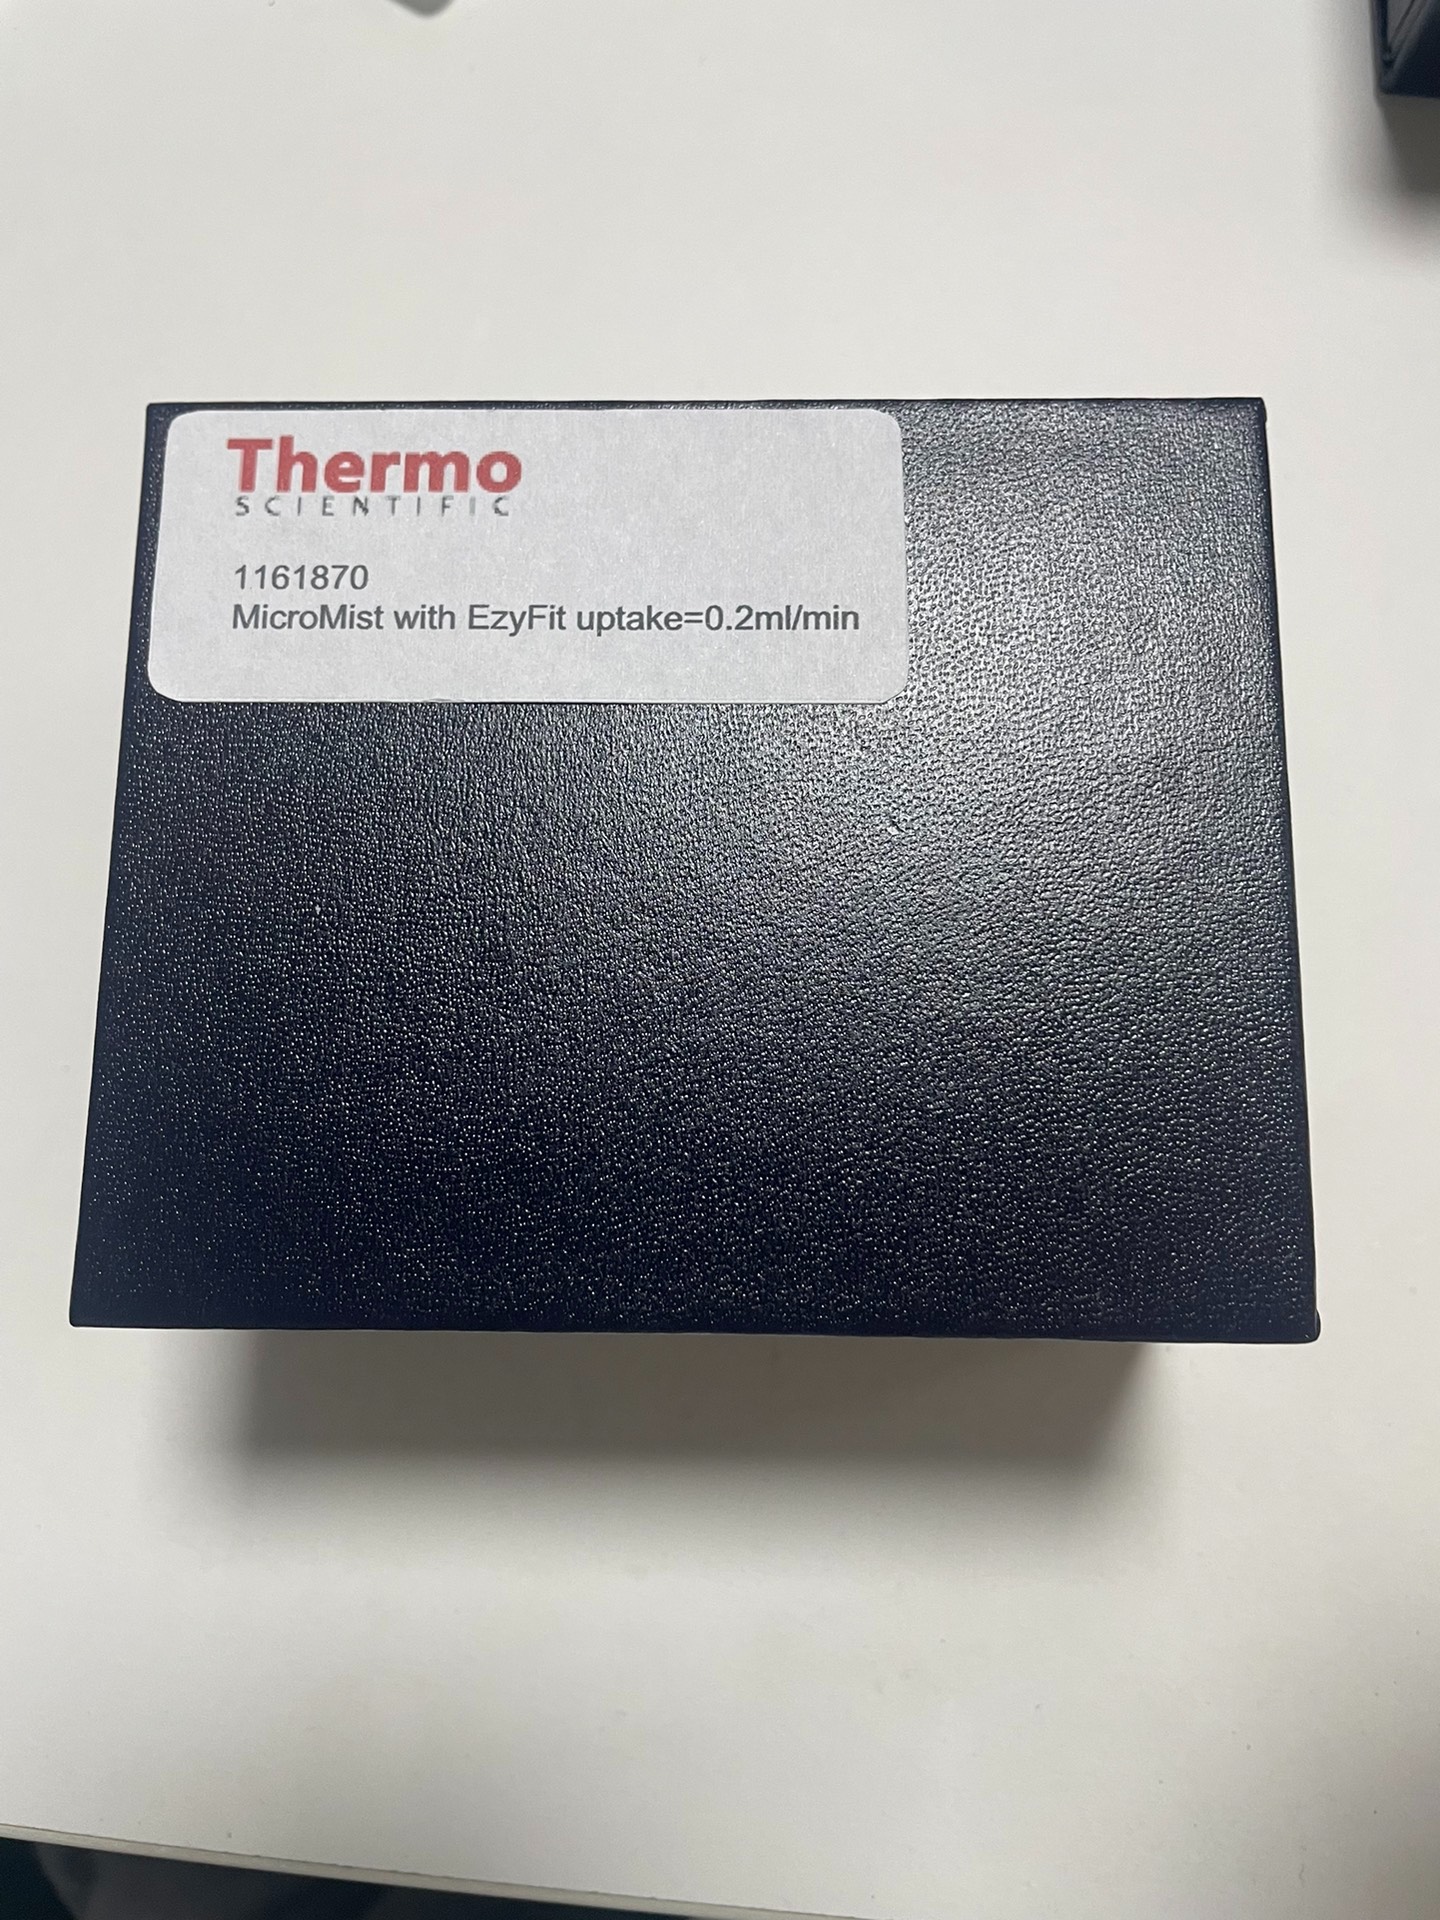 Thermo
SCIENTIFIC
1161870
MicroMist with EzyFit uptake=0.2ml/min